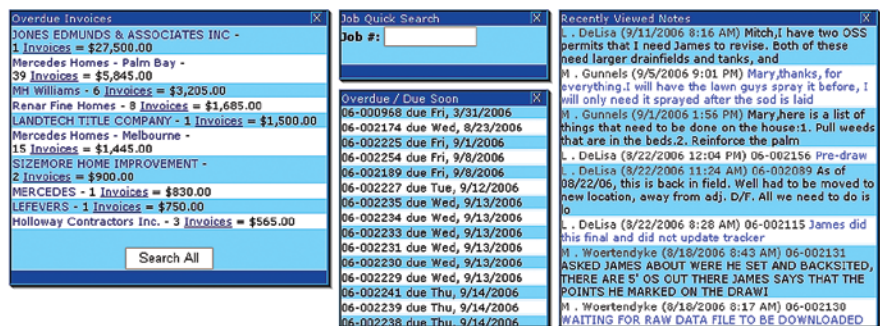 Overdue Invoices
JONES EDMUNDS & ASSOCIATES INC -
1 Invoices = $27,500.00
Mercedes Homes - Palm Bay -
39 Invoices = $5,845.00
MH Williams - 6 Invoices = $3,205.00
Renar Fine Homes - 8 Invoices = $1,685.00
LANDTECH TITLE COMPANY - 1 Invoices = $1,500.00
Mercedes Homes - Melbourne -
15 Invoices = $1,445.00
SIZEMORE HOME IMPROVEMENT -
2 Invoices = $900.00
MERCEDES - 1 Invoices = $830.00
LEFEVERS - 1 Invoices = $750.00
Holloway Contractors Inc. - 3 Invoices = $565.00
Search All
Job Quick Search
Job #:
Overdue / Due Soon
06-000968 due Fri, 3/31/2006
06-002174 due Wed, 8/23/2006
06-002225 due Fri, 9/1/2006
06-002254 due Fri, 9/8/2006
06-002189 due Fri, 9/8/2006
06-002227 due Tue, 9/12/2006
06-002235 due Wed, 9/13/2006
06-002234 due Wed, 9/13/2006
06-002233 due Wed, 9/13/2006
06-002231 due Wed, 9/13/2006
06-002230 due Wed, 9/13/2006
06-002229 due Wed, 9/13/2006
06-002241 due Thu, 9/14/2006
06-002239 due Thu, 9/14/2006
06-002238 due Thu, 9/14/2006
Recently Viewed Notes
L . DeLisa (9/11/2006 8:16 AM) Mitch,I have two OSS
permits that I need James to revise. Both of these
need larger drainfields and tanks, and
M . Gunnels (9/5/2006 9:01 PM) Mary,thanks, for
everything.I will have the lawn guys spray it before, I
will only need it sprayed after the sod is laid
M . Gunnels (9/1/2006 1:56 PM) Mary,here is a list of
things that need to be done on the house:1. Pull weeds
that are in the beds.2. Reinforce the palm
L . DeLisa (8/22/2006 12:04 PM) 06-002156 Pre-draw
L . DeLisa (8/22/2006 11:24 AM) 06-002089 As of
08/22/06, this is back in field. Well had to be moved to
new location, away from adj. D/F. All we need to do is
lo
L . DeLisa (8/22/2006 8:28 AM) 06-002115 James did
this final and did not update tracker
M . Woertendyke (8/18/2006 8:43 AM) 06-002131
ASKED JAMES ABOUT WERE HE SET AND BACKSITED,
THERE ARE 5' OS OUT THERE JAMES SAYS THAT THE
POINTS HE MARKED ON THE DRAWI
M . Woertendyke (8/18/2006 8:17 AM) 06-002130
WAITING FOR RAW DATA FILE TO BE DOWNLOADED